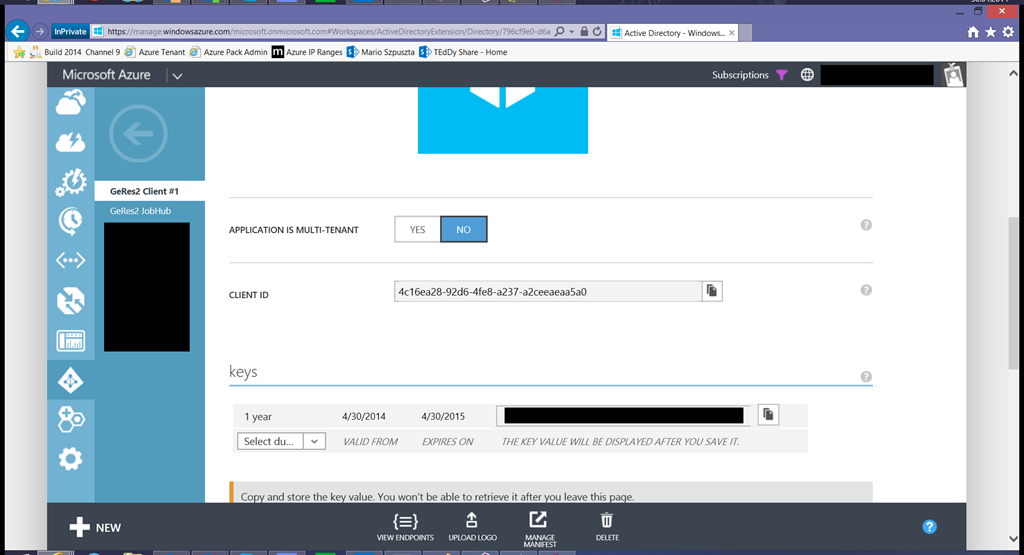 InPrivate
https://manage.windowsazure.com/microsoft.onmicrosoft.com#Workspaces/ActiveDirectoryExtension/Directory/796cf9e0-d6a
Active Directory - Windows...
Build 2014 Channel 9
Azure Tenant
Azure Pack Admin
Azure IP Ranges
Mario Szpuszta
TEdDy Share - Home
Microsoft Azure
Subscriptions
GeRes2 Client #1
GeRes2 JobHub
APPLICATION IS MULTI-TENANT
YES
NO
CLIENT ID
4c16ea28-92d6-4fe8-a237-a2ceeaeaa5a0
keys
1 year
4/30/2014
4/30/2015
Select du...
VALID FROM
EXPIRES ON
THE KEY VALUE WILL BE DISPLAYED AFTER YOU SAVE IT.
Copy and store the key value. You won't be able to retrieve it after you leave this page.
NEW
VIEW ENDPOINTS
UPLOAD LOGO
MANAGE
MANIFEST
DELETE